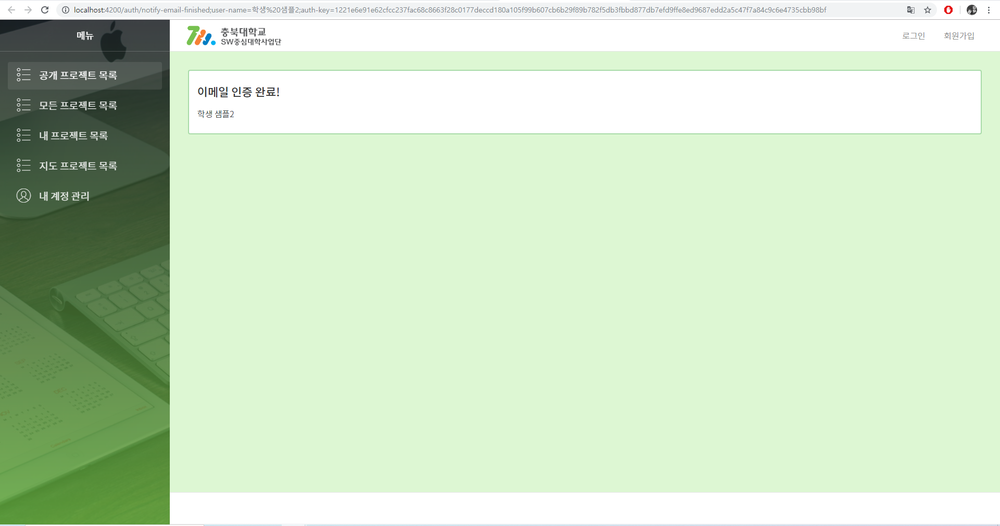 localhost:4200/auth/notify-email-finished;user-name=학생%20샘플2;auth-key=1221e6e91e62cfcc237fac68c8663f28c0177deccd180a105f99b607cb6b29f89b782f5db3fbbd877db7efd9ffe8ed9687edd2a5c47f7a84c9c6e4735cbb98bf
메뉴
충북대학교
SW중심대학사업단
로그인
회원가입
공개 프로젝트 목록
모든 프로젝트 목록
내 프로젝트 목록
지도 프로젝트 목록
내 계정 관리
이메일 인증 완료!
학생 샘플2